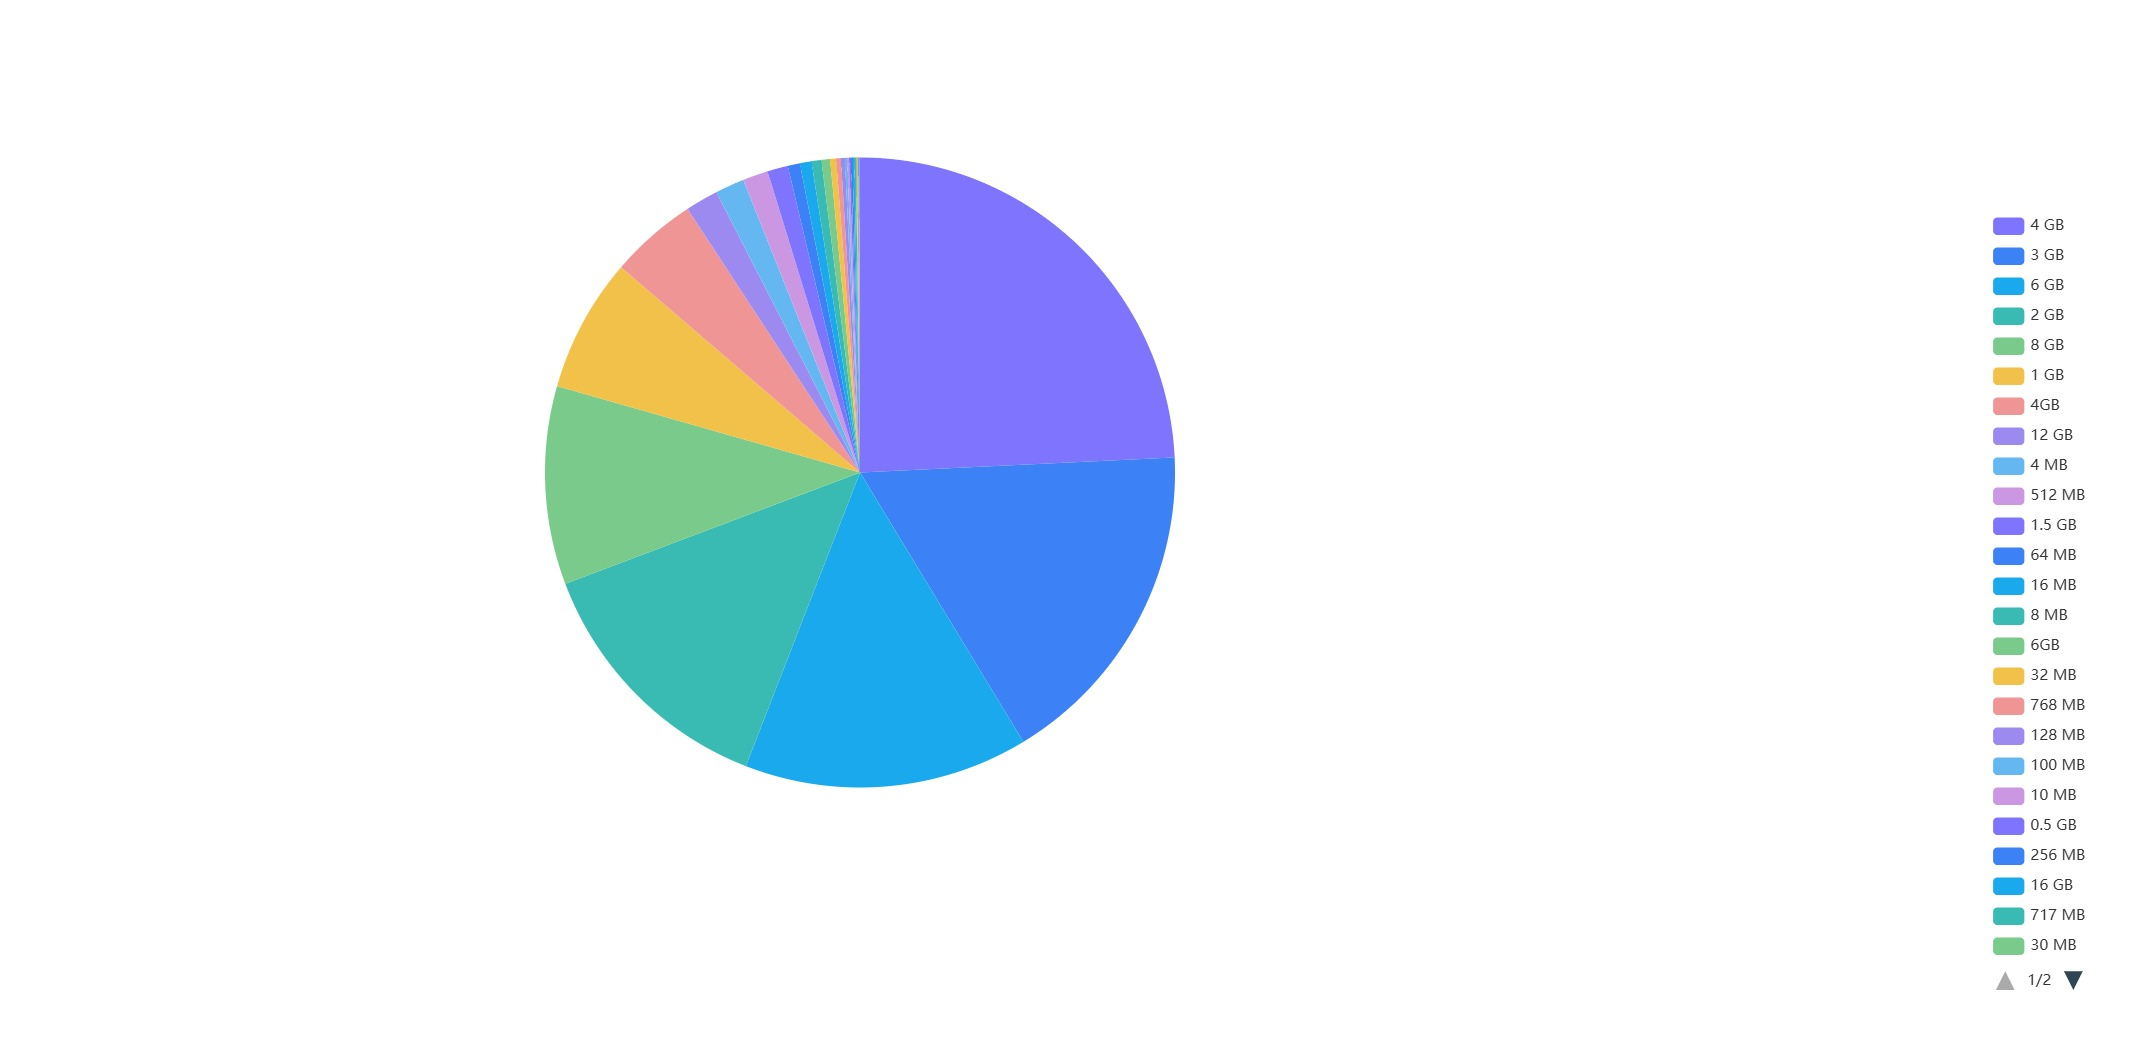 4 GB
3 GB
6 GB
2 GB
8 GB
1 GB
4GB
12 GB
4 MB
512 MB
1.5 GB
64 MB
16 MB
8 MB
6GB
32 MB
768 MB
128 MB
100 MB
10 MB
0.5 GB
256 MB
16 GB
717 MB
30 MB
1/2